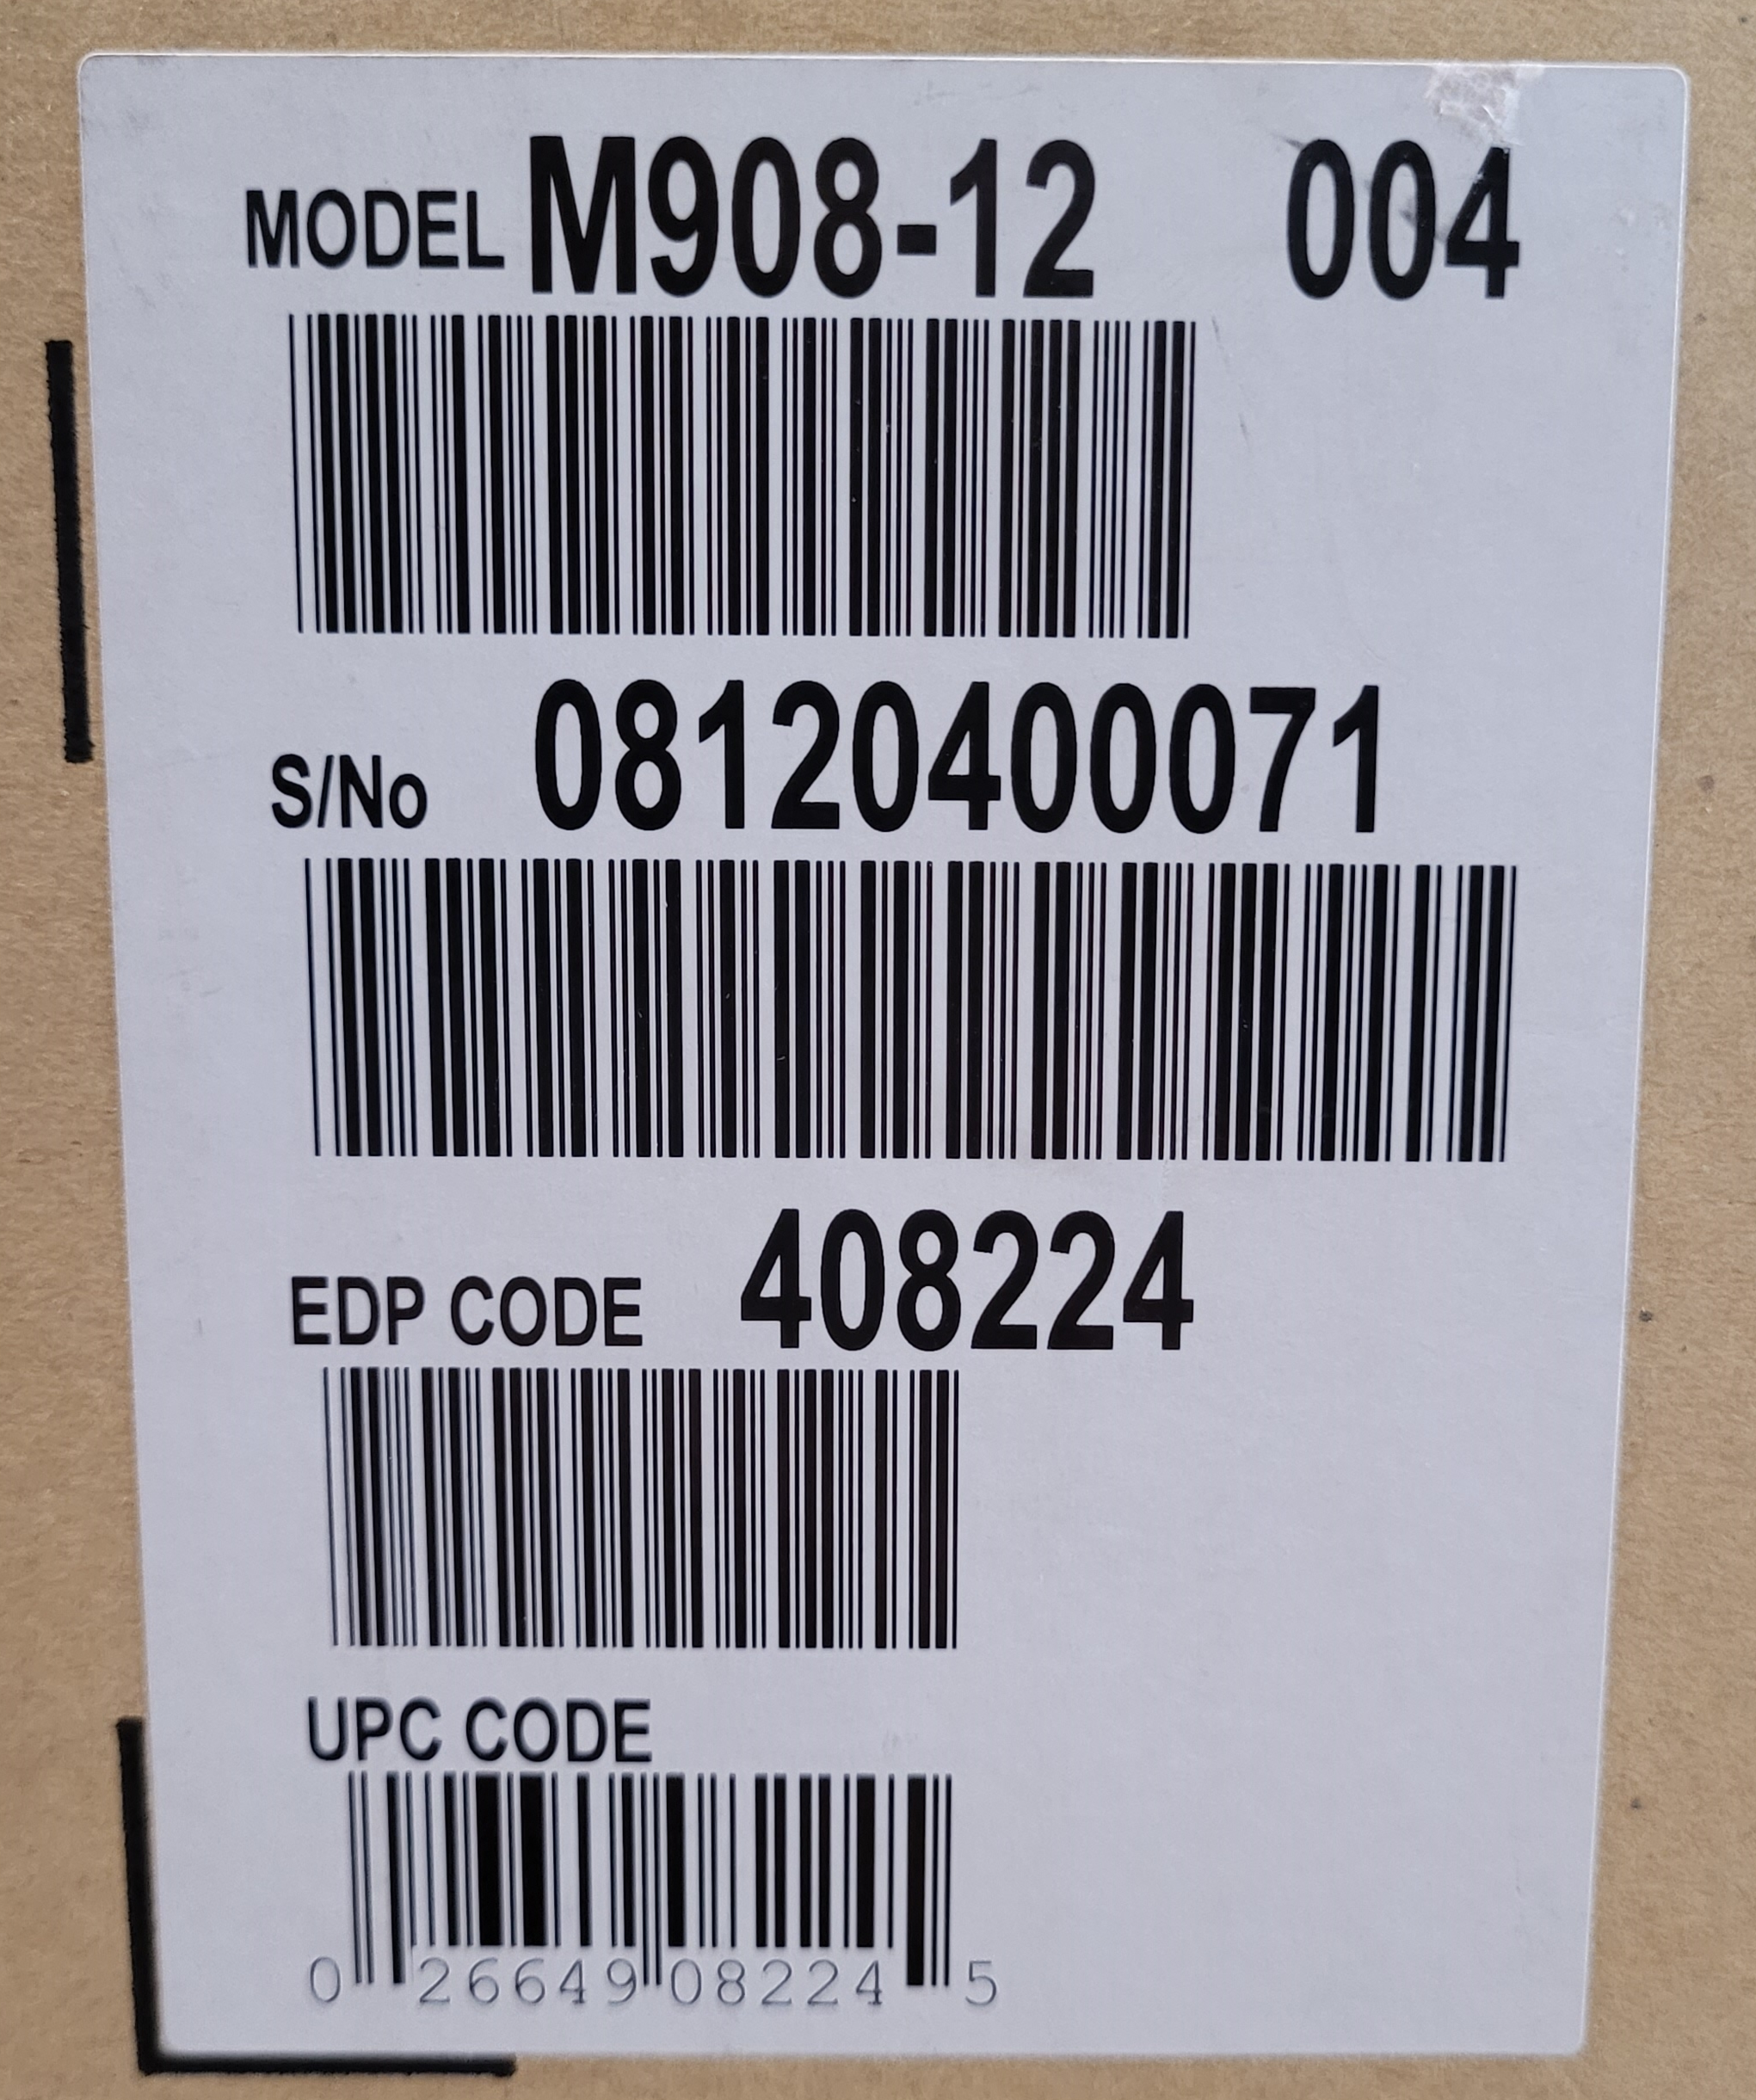 MODEL M908-12 004
S/No 08120400071
EDP CODE 408224
UPC CODE
0 26649 08224 5